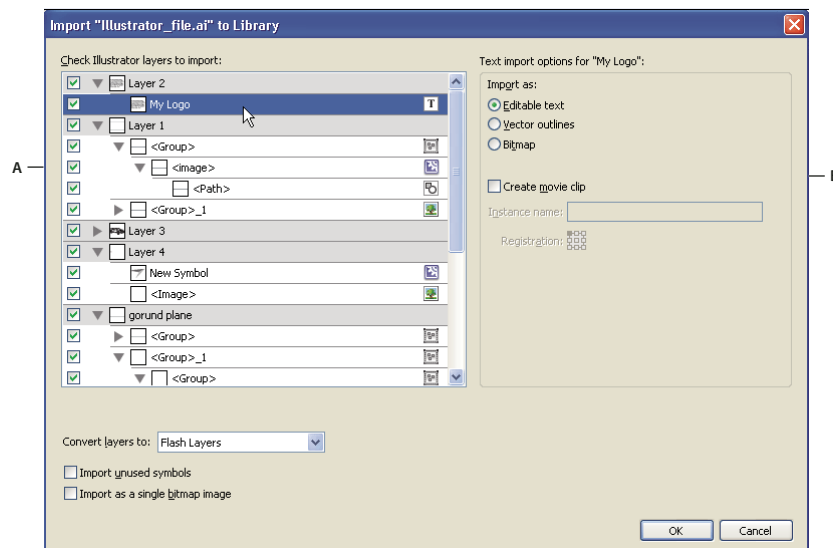 Import "Illustrator_file.ai" to Library
Check Illustrator layers to import:
Layer 2
My Logo
T
Layer 1
<Group>
<image>
<Path>
<Group>_1
Layer 3
Layer 4
New Symbol
<Image>
gorund plane
<Group>
<Group>_1
<Group>
A
Text import options for "My Logo":
Import as:
Editable text
Vector outlines
Bitmap
Create movie clip
Instance name:
Registration:
Convert layers to: Flash Layers
Import unused symbols
Import as a single bitmap image
OK Cancel